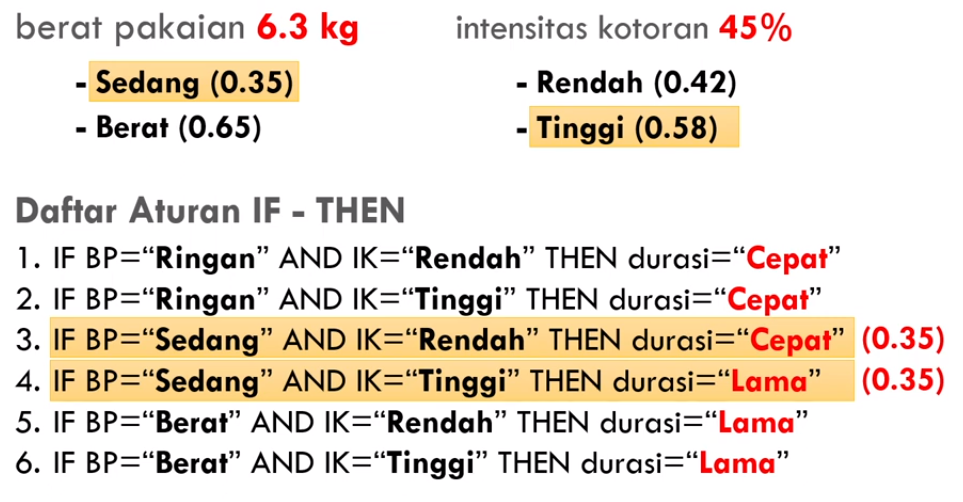 berat pakaian 6.3 kg
- Sedang (0.35)
- Berat (0.65)
intensitas kotoran 45%
- Rendah (0.42)
- Tinggi (0.58)
Daftar Aturan IF - THEN
1. IF BP=“Ringan” AND IK=“Rendah” THEN durasi=“Cepat”
2. IF BP=“Ringan” AND IK=“Tinggi” THEN durasi=“Cepat”
3. IF BP=“Sedang” AND IK=“Rendah” THEN durasi=“Cepat” (0.35)
4. IF BP=“Sedang” AND IK=“Tinggi” THEN durasi=“Lama” (0.35)
5. IF BP=“Berat” AND IK=“Rendah” THEN durasi=“Lama”
6. IF BP=“Berat” AND IK=“Tinggi” THEN durasi=“Lama”